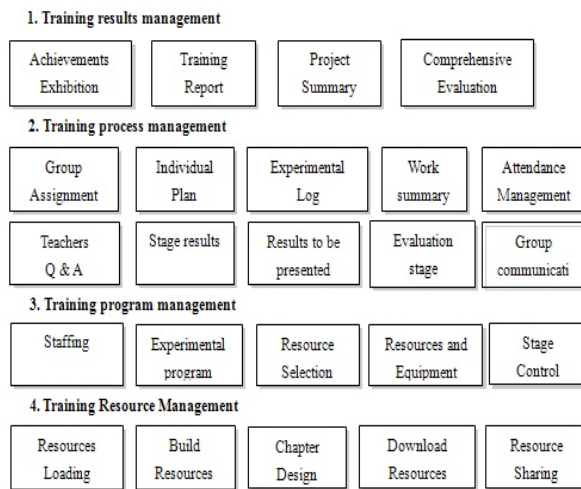 1. Training results management
Achievements
Exhibition
Training
Report
Project
Summary
Comprehensive
Evaluation
2. Training process management
Group
Assignment
Individual
Plan
Experimental
Log
Work
summary
Attendance
Management
Teachers
Q & A
Stage results
Results to be
presented
Evaluation
stage
Group
communicati
3. Training program management
Staffing
Experimental
program
Resource
Selection
Resources and
Equipment
Stage
Control
4. Training Resource Management
Resources
Loading
Build
Resources
Chapter
Design
Download
Resources
Resource
Sharing